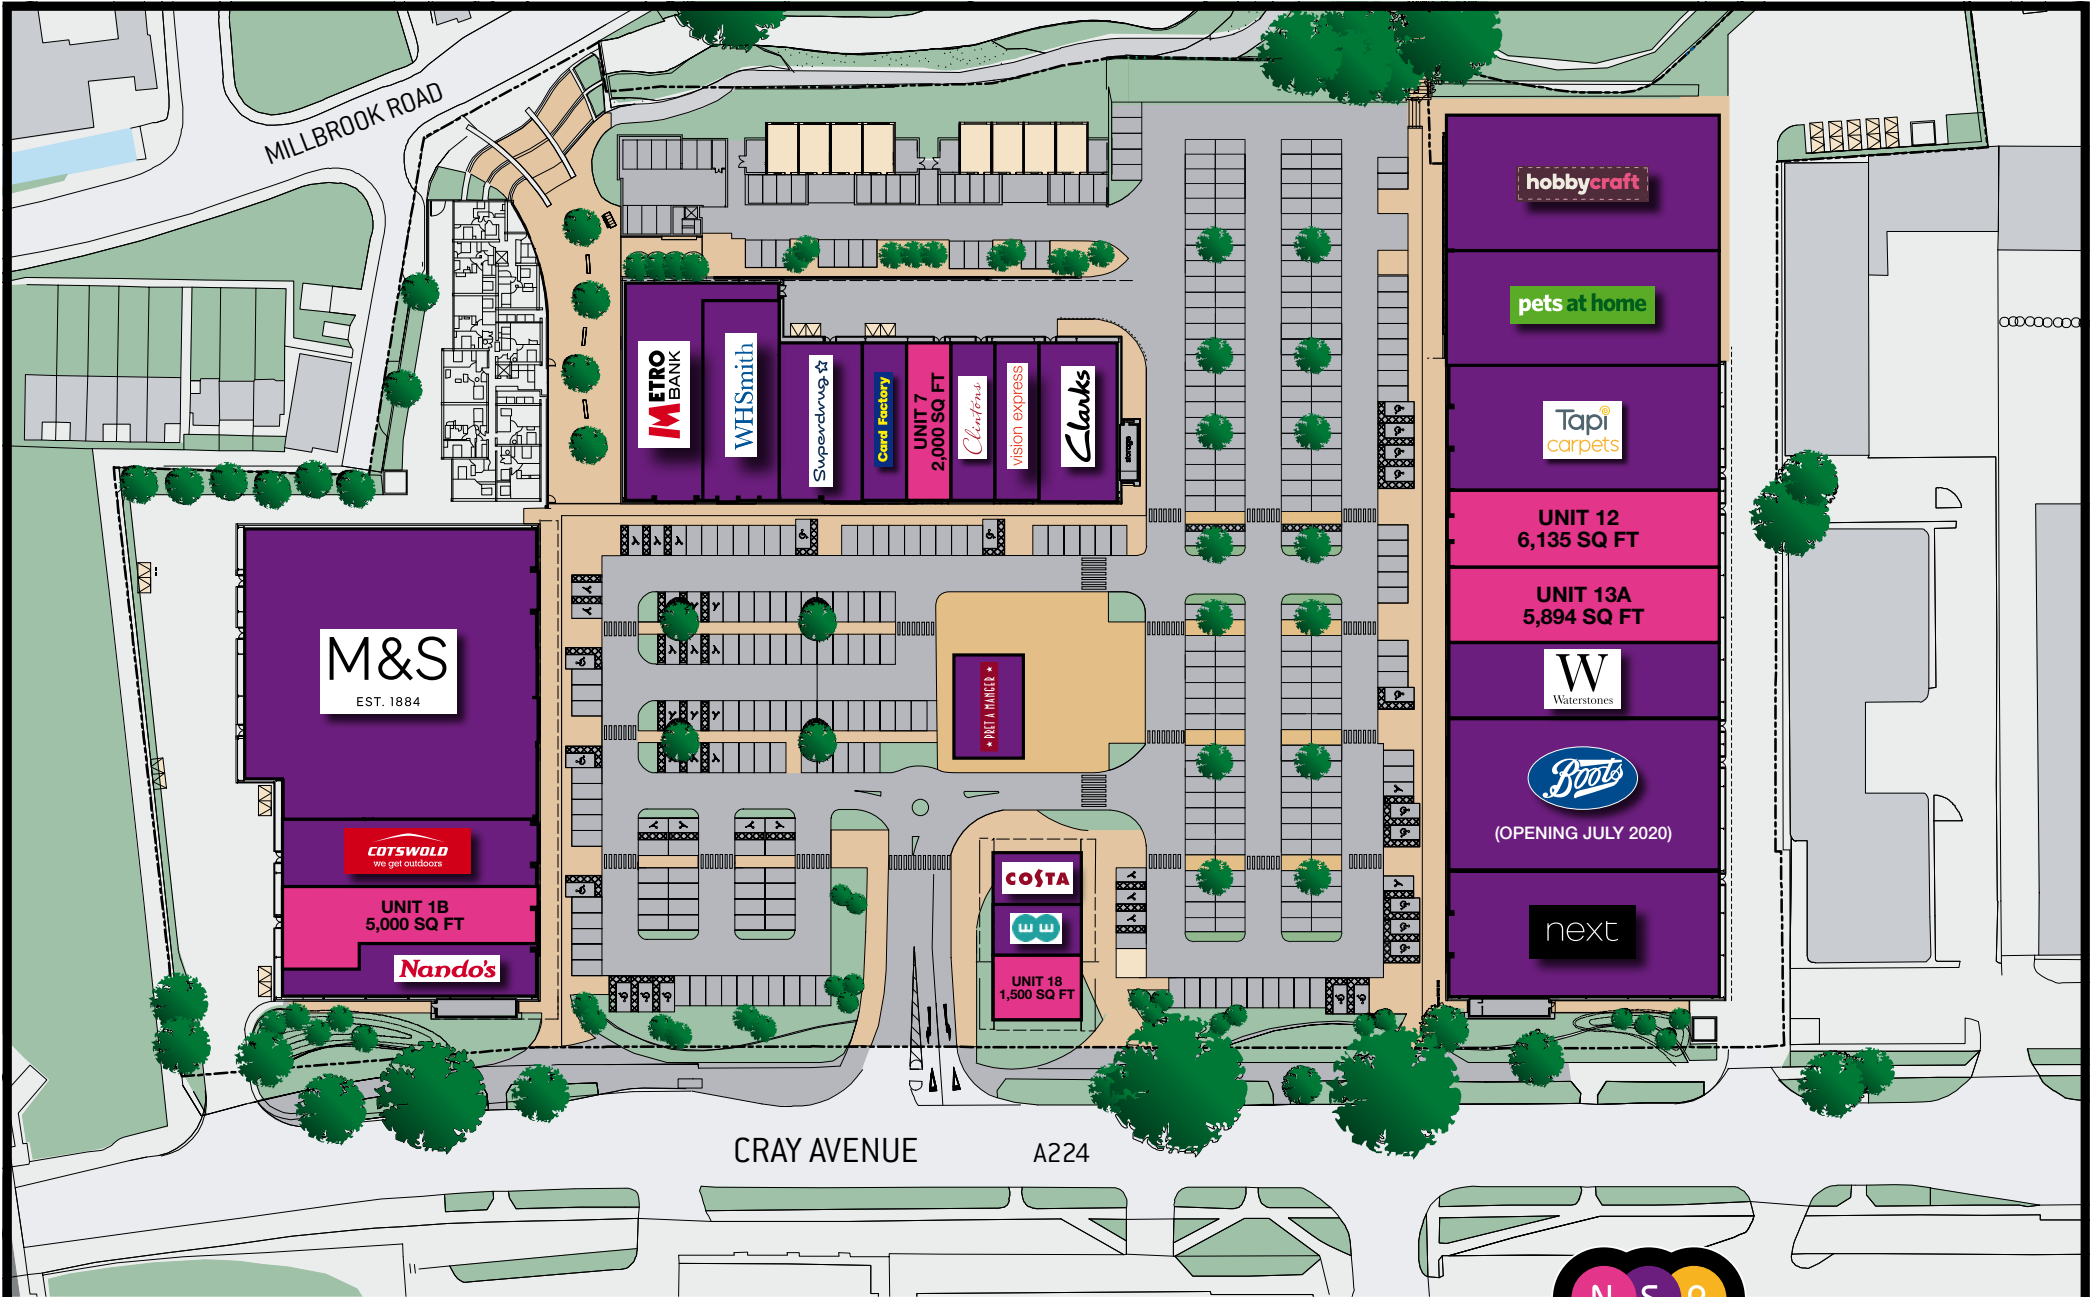 MILLBROOK ROAD
hobbycraft
pets at home
METRO
BANK
WHSmith
Superdrug
Card Factory
UNIT 7
2,000 SQ FT
Clintons
vision express
Clarks
storage
Tapi
carpets
UNIT 12
6,135 SQ FT
UNIT 13A
5,894 SQ FT
M&S
EST. 1884
PRET A MANGER
W
Waterstones
Boots
(OPENING JULY 2020)
COTSWOLD
we get outdoors
COSTA
UNIT 1B
5,000 SQ FT
EE
next
Nando's
UNIT 18
1,500 SQ FT
CRAY AVENUE
A224
N S O